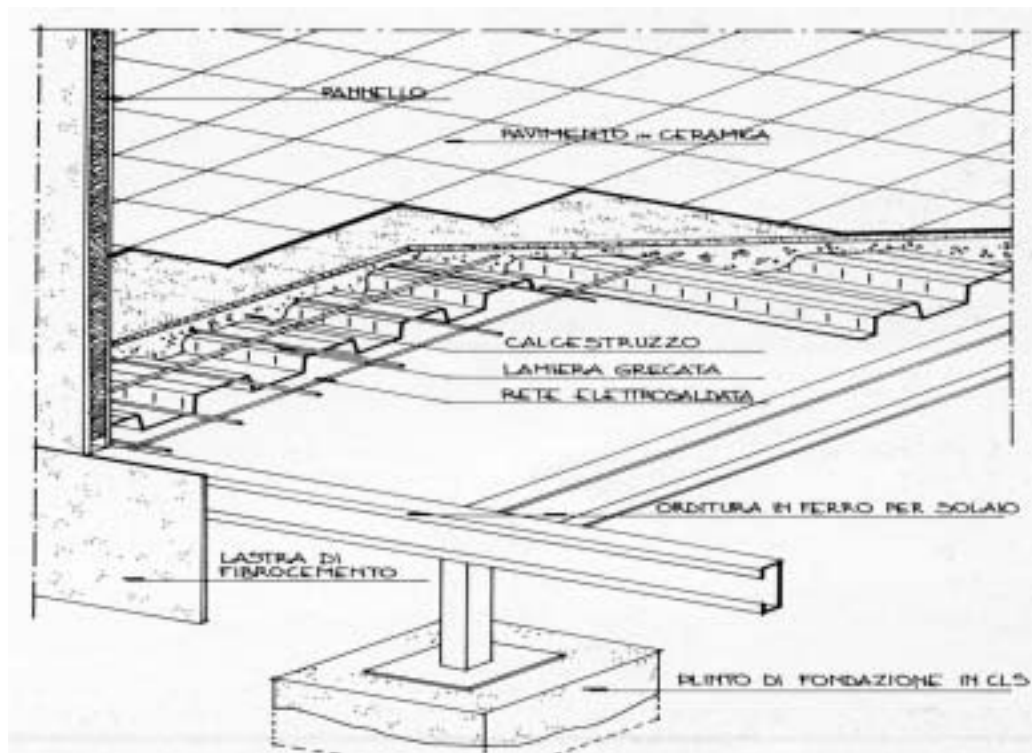 PANNELLO
PAVIMENTO in CERAMICA
CALCESTRUZZO
LAMIERA GRECATA
RETE ELETTROSALDATA
ORDITURA IN FERRO PER SOLAIO
LASTRA DI
FIBROCEMENTO
PLINTO DI FONDAZIONE IN CLS